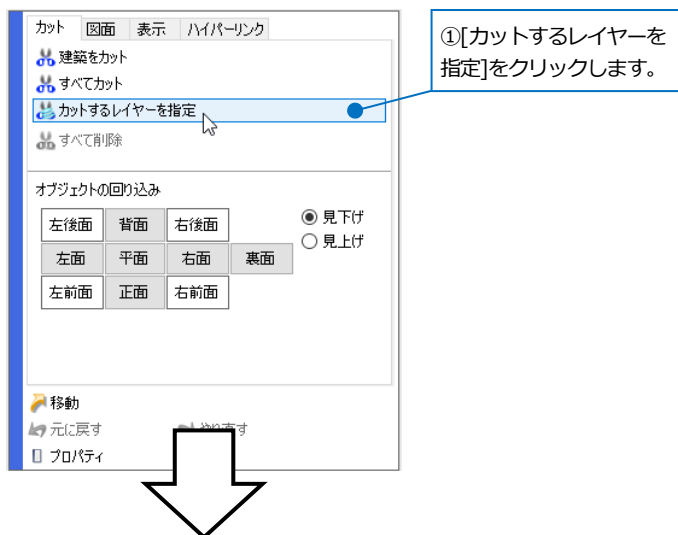 カット 図面 表示 ハイパーリンク
建築をカット
すべてカット
カットするレイヤーを指定
すべて削除
オブジェクトの回り込み
左後面 背面 右後面
左面 平面 右面 裏面
左前面 正面 右前面
見下げ
見上げ
移動
元に戻す
プロパティ
①[カットするレイヤーを
指定]をクリックします。